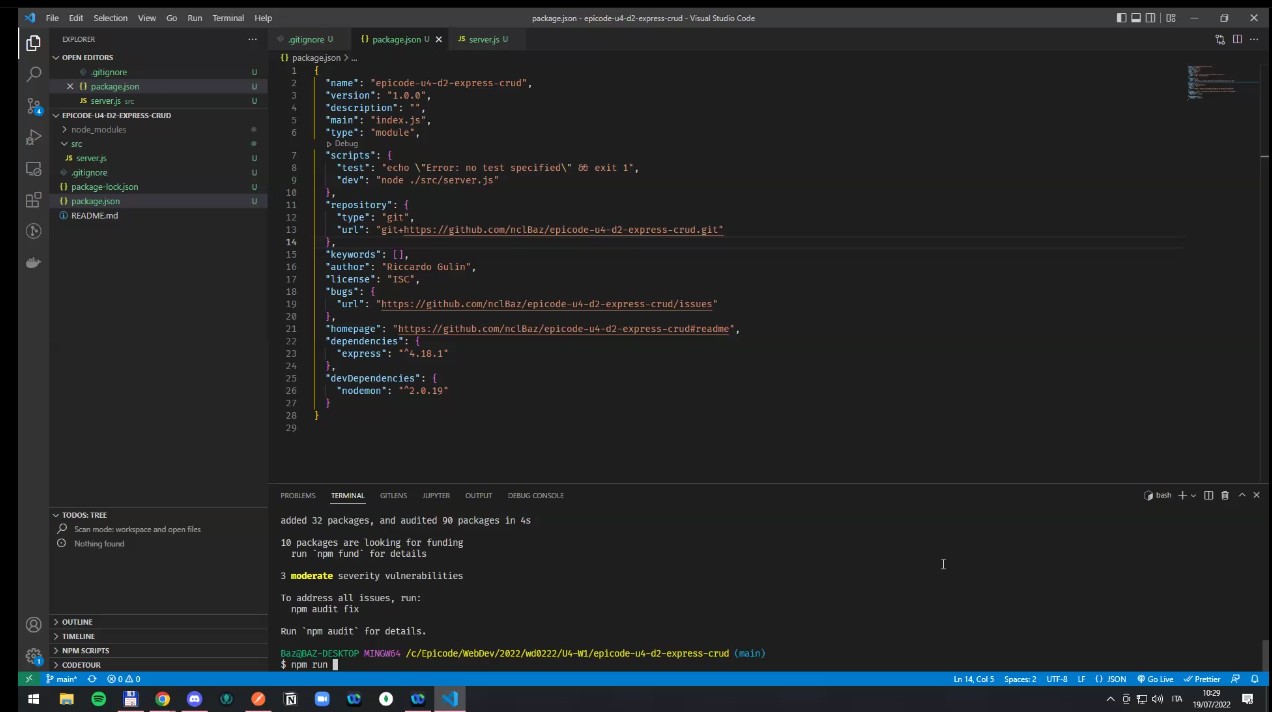 File Edit Selection View Go Run Terminal Help
package.json - epicode-u4-d2-express-crud - Visual Studio Code
EXPLORER
OPEN EDITORS
.gitignore U
package.json U
server.js src U
EPICODE-U4-D2-EXPRESS-CRUD
node_modules
src
server.js U
.gitignore U
package-lock.json U
package.json U
README.md
TODOS: TREE
Scan mode: workspace and open files
Nothing found
OUTLINE
TIMELINE
NPM SCRIPTS
CODETOUR
.gitignore U package.json U server.js U
package.json > ...
1 {
2 "name": "epicode-u4-d2-express-crud",
3 "version": "1.0.0",
4 "description": "",
5 "main": "index.js",
6 "type": "module",
Debug
7 "scripts": {
8 "test": "echo \"Error: no test specified\" && exit 1",
9 "dev": "node ./src/server.js"
10 },
11 "repository": {
12 "type": "git",
13 "url": "git+https://github.com/nclBaz/epicode-u4-d2-express-crud.git"
14 },
15 "keywords": [],
16 "author": "Riccardo Gulin",
17 "license": "ISC",
18 "bugs": {
19 "url": "https://github.com/nclBaz/epicode-u4-d2-express-crud/issues"
20 },
21 "homepage": "https://github.com/nclBaz/epicode-u4-d2-express-crud#readme",
22 "dependencies": {
23 "express": "^4.18.1"
24 },
25 "devDependencies": {
26 "nodemon": "^2.0.19"
27 }
28 }
29
PROBLEMS TERMINAL GITLENS JUPYTER OUTPUT DEBUG CONSOLE
bash
added 32 packages, and audited 90 packages in 4s
10 packages are looking for funding
run `npm fund` for details
3 moderate severity vulnerabilities
To address all issues, run:
npm audit fix
Run `npm audit` for details.
Baz@BAZ-DESKTOP MINGW64 /c/Epicode/WebDev/2022/wd0222/U4-W1/epicode-u4-d2-express-crud (main)
$ npm run
main* 0 0 Ln 14, Col 5 Spaces: 2 UTF-8 LF {} JSON Go Live Prettier
ITA 10:29
19/07/2022